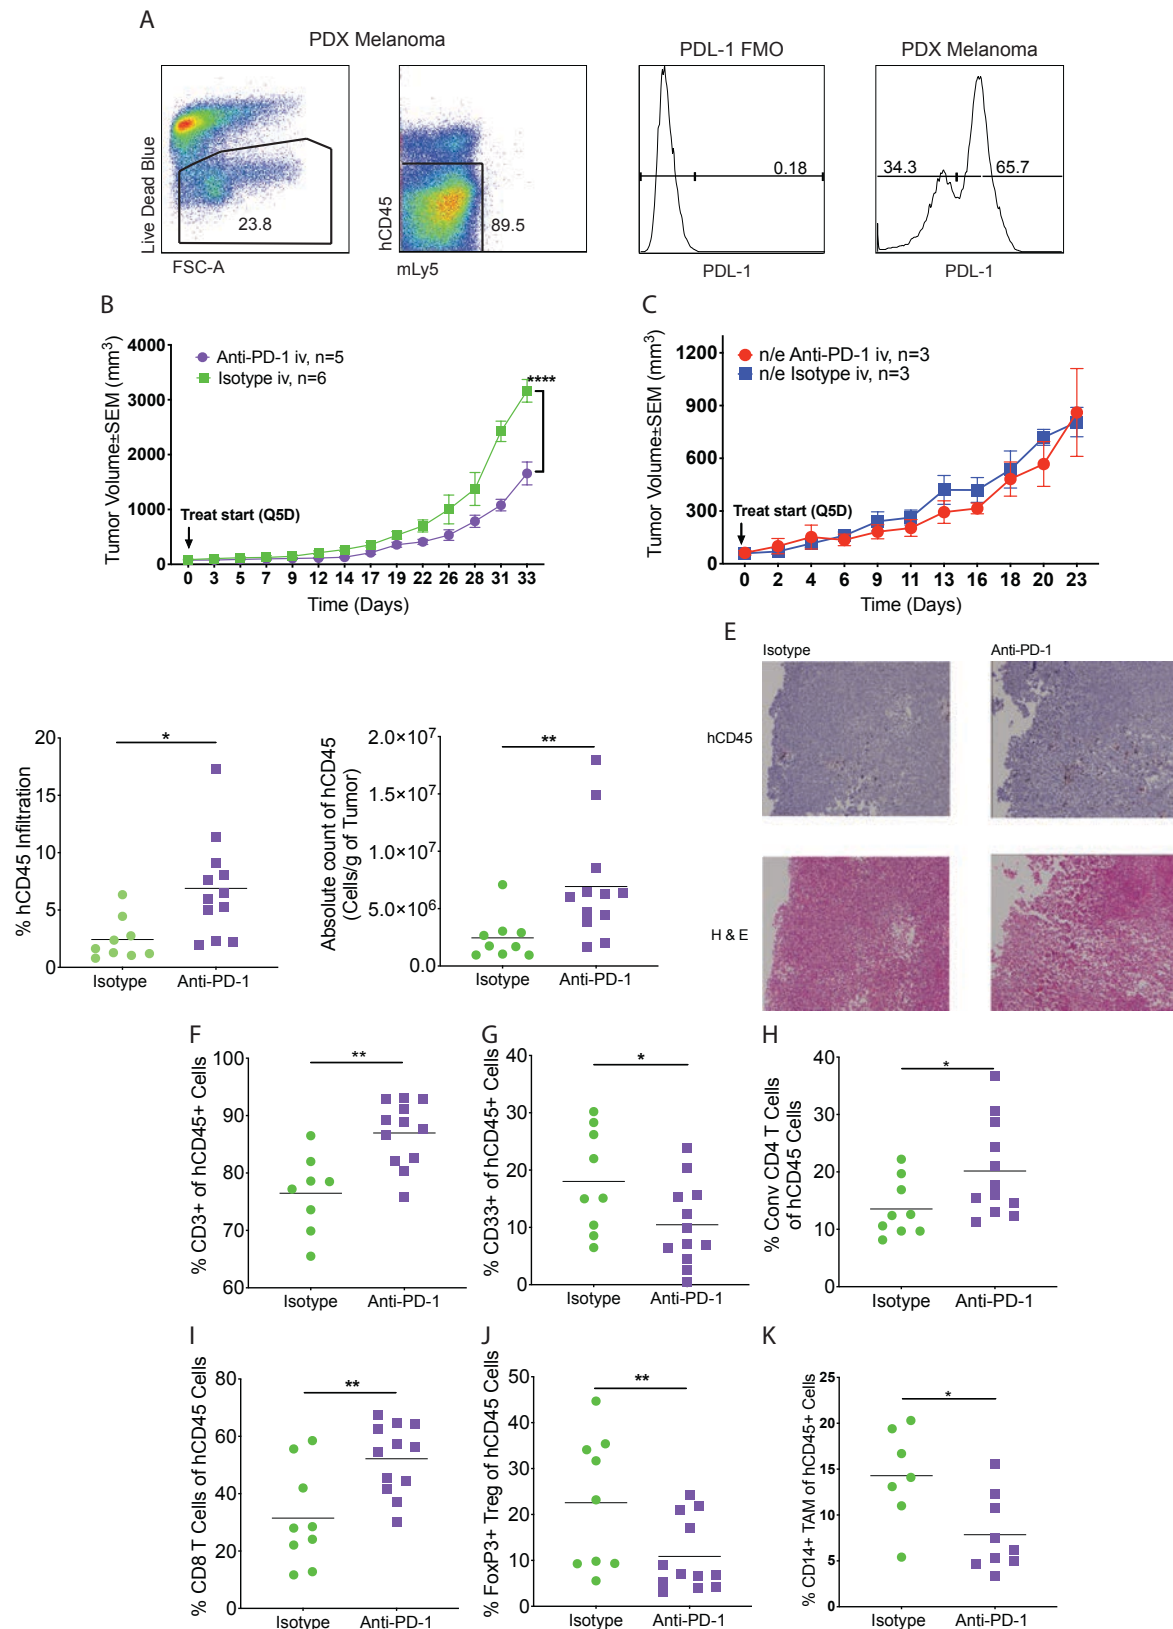 A
PDX Melanoma
PDL-1 FMO
PDX Melanoma
Live Dead Blue
23.8
FSC-A
hCD45
89.5
mLy5
0.18
PDL-1
34.3
65.7
PDL-1
B
Tumor Volume±SEM (mm³)
4000
3000
2000
1000
0
Anti-PD-1 iv, n=5
Isotype iv, n=6
****
Treat start (Q5D)
0 3 5 7 9 12 14 17 19 22 26 28 31 33
Time (Days)
C
Tumor Volume±SEM (mm³)
1200
900
600
300
0
n/e Anti-PD-1 iv, n=3
n/e Isotype iv, n=3
Treat start (Q5D)
0 2 4 6 9 11 13 16 18 20 23
Time (Days)
% hCD45 Infiltration
20
15
10
5
0
*
Isotype Anti-PD-1
Absolute count of hCD45
(Cells/g of Tumor)
2.0×10⁷
1.5×10⁷
1.0×10⁷
5.0×10⁶
0.0
**
Isotype Anti-PD-1
E
Isotype
Anti-PD-1
hCD45
H & E
F
% CD3+ of hCD45+ Cells
100
90
80
70
60
**
Isotype Anti-PD-1
G
% CD33+ of hCD45+ Cells
40
30
20
10
0
*
Isotype Anti-PD-1
H
% Conv CD4 T Cells
of hCD45 Cells
40
30
20
10
0
*
Isotype Anti-PD-1
I
% CD8 T Cells of hCD45 Cells
80
60
40
20
0
**
Isotype Anti-PD-1
J
% FoxP3+ Treg of hCD45 Cells
50
40
30
20
10
0
**
Isotype Anti-PD-1
K
% CD14+ TAM of hCD45+ Cells
25
20
15
10
5
0
*
Isotype Anti-PD-1